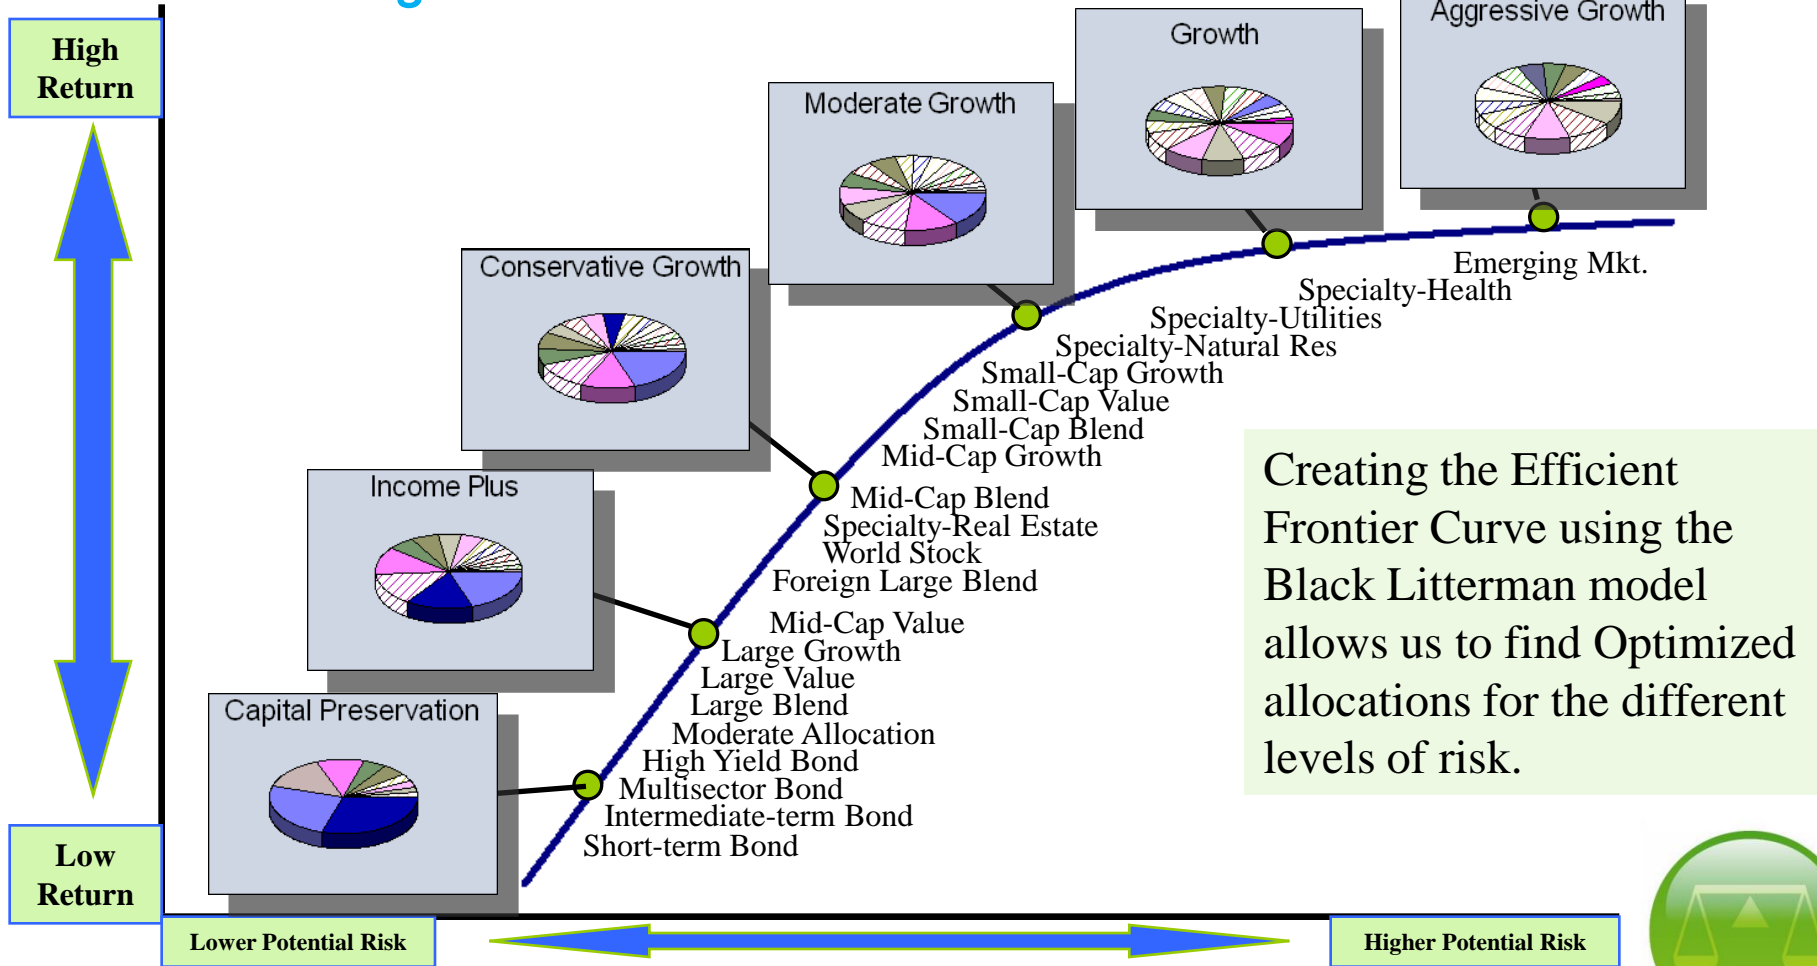 High
Return
Aggressive Growth
Growth
Moderate Growth
Conservative Growth
Income Plus
Capital Preservation
Emerging Mkt.
Specialty-Health
Specialty-Utilities
Specialty-Natural Res
Small-Cap Growth
Small-Cap Value
Small-Cap Blend
Mid-Cap Growth
Mid-Cap Blend
Specialty-Real Estate
World Stock
Foreign Large Blend
Mid-Cap Value
Large Growth
Large Value
Large Blend
Moderate Allocation
High Yield Bond
Multisector Bond
Intermediate-term Bond
Short-term Bond
Creating the Efficient
Frontier Curve using the
Black Litterman model
allows us to find Optimized
allocations for the different
levels of risk.
Low
Return
Lower Potential Risk
Higher Potential Risk